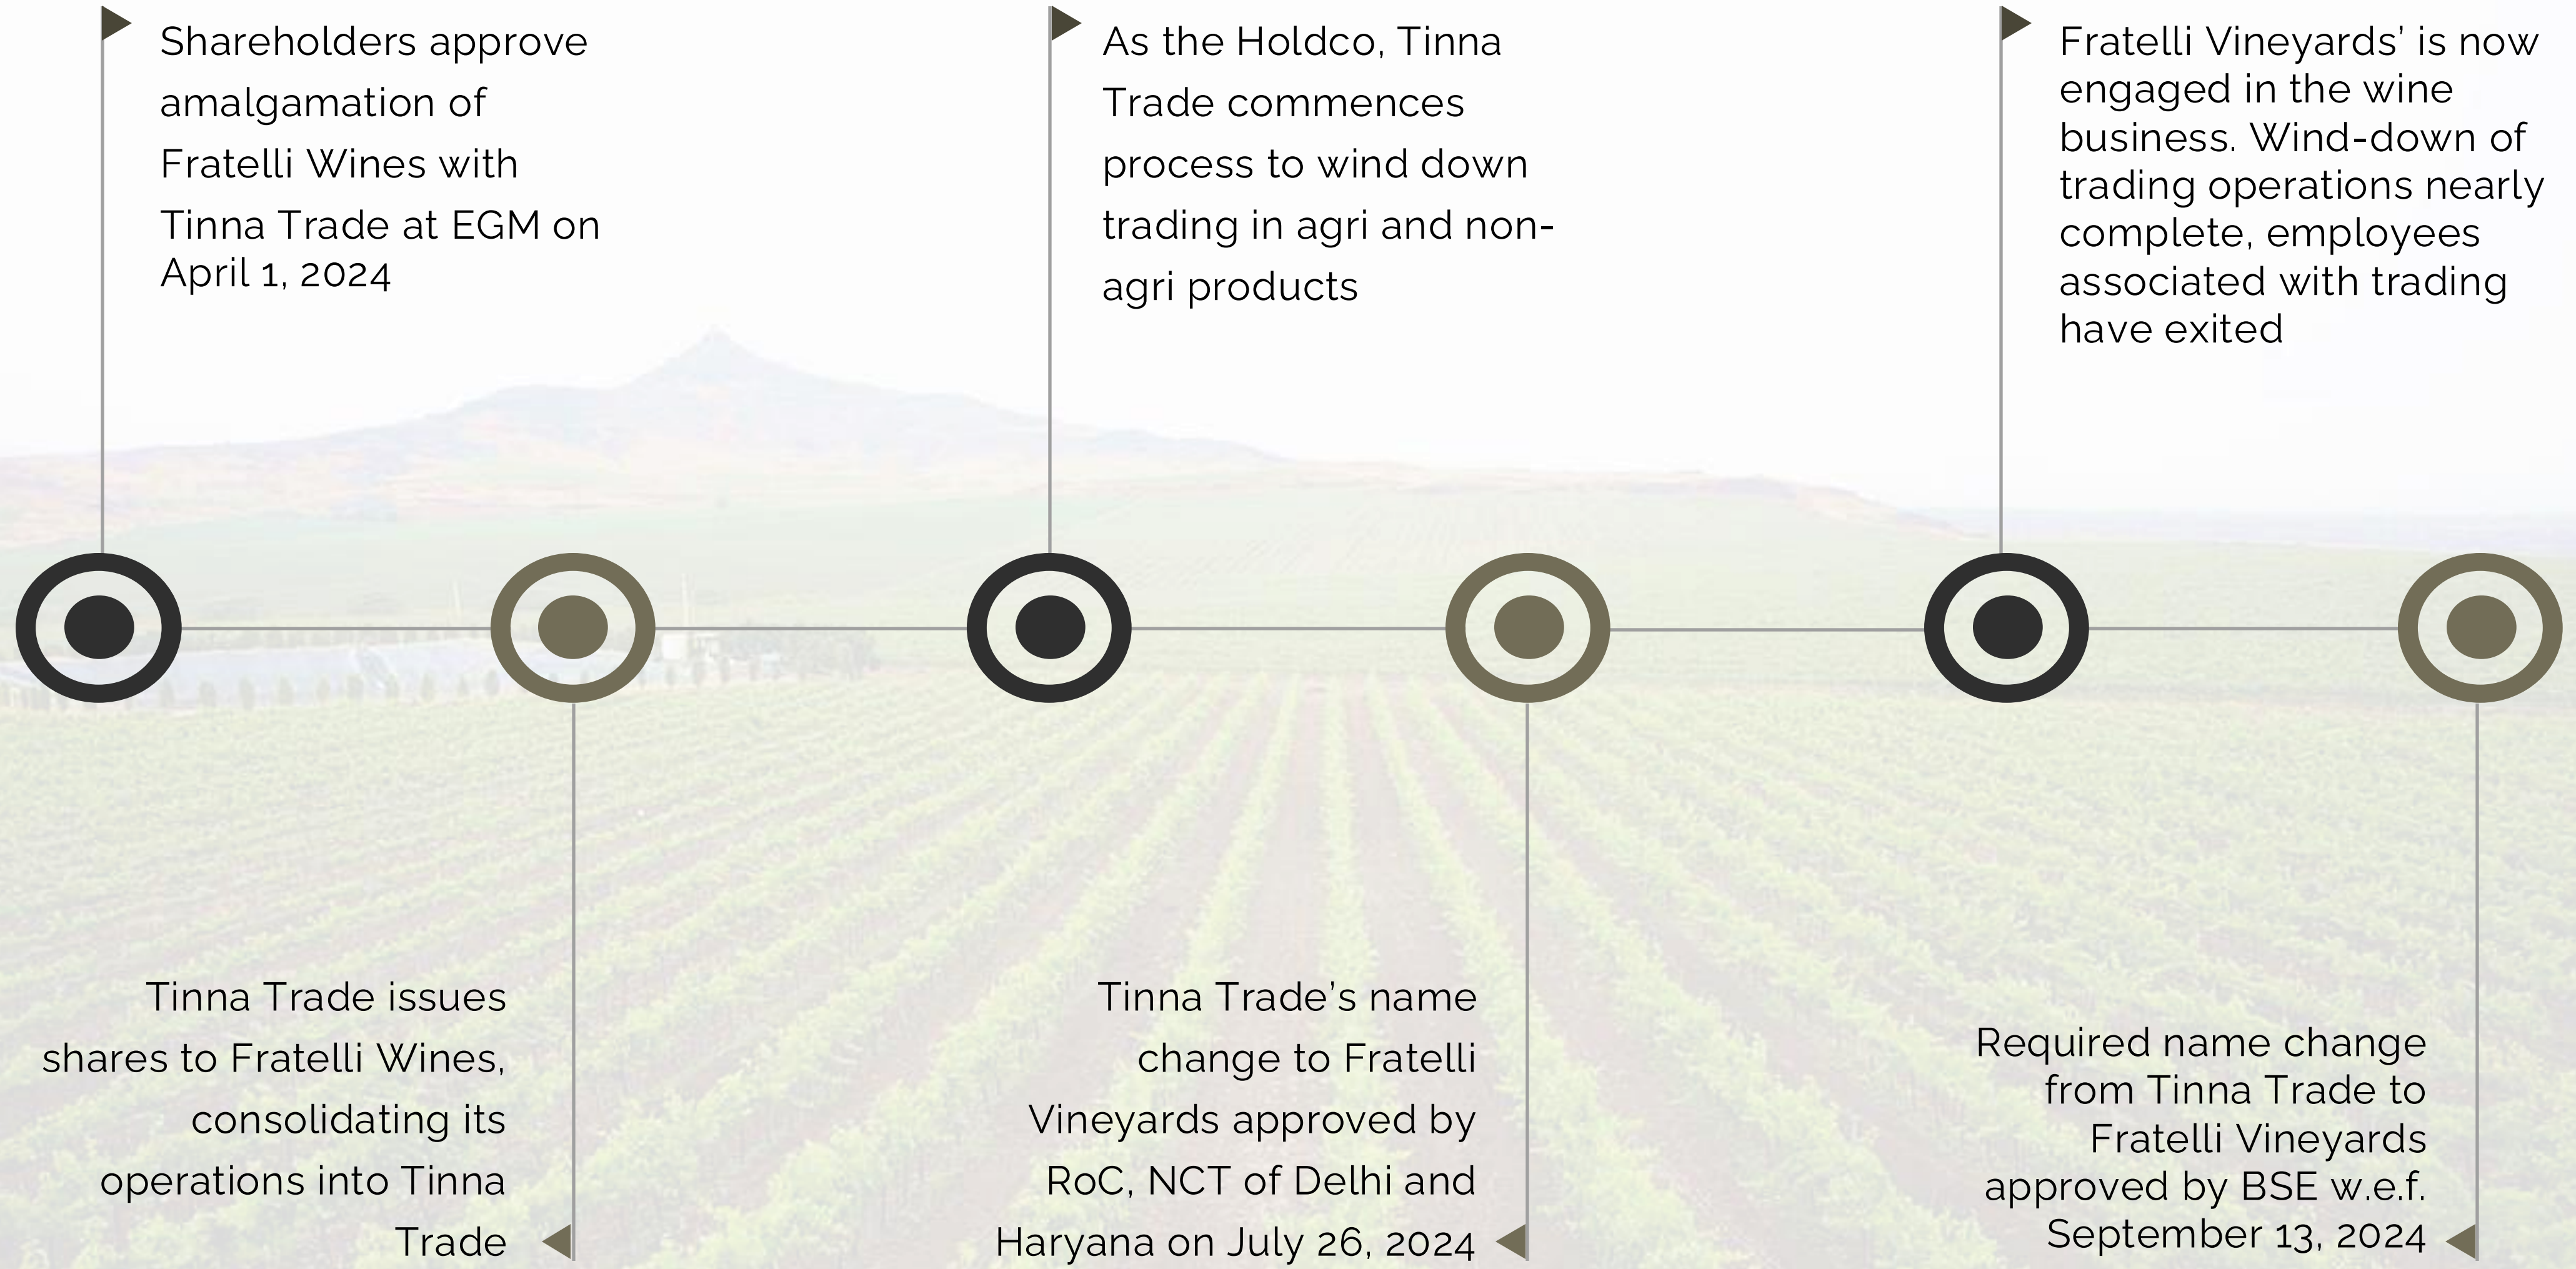 Shareholders approve
amalgamation of
Fratelli Wines with
Tinna Trade at EGM on
April 1, 2024
Tinna Trade issues
shares to Fratelli Wines,
consolidating its
operations into Tinna
Trade
As the Holdco, Tinna
Trade commences
process to wind down
trading in agri and non-
agri products
Tinna Trade’s name
change to Fratelli
Vineyards approved by
RoC, NCT of Delhi and
Haryana on July 26, 2024
Fratelli Vineyards’ is now
engaged in the wine
business. Wind-down of
trading operations nearly
complete, employees
associated with trading
have exited
Required name change
from Tinna Trade to
Fratelli Vineyards
approved by BSE w.e.f.
September 13, 2024